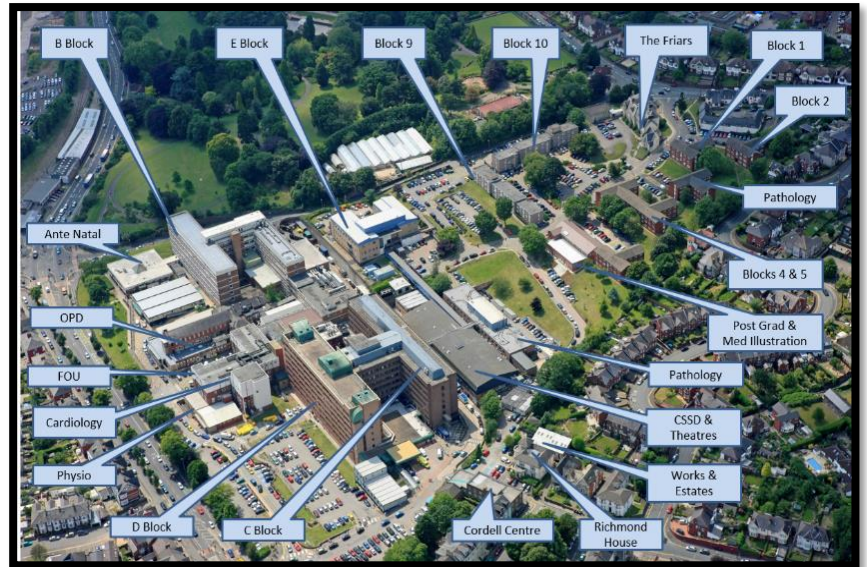 B Block
E Block
Block 9
Block 10
The Friars
Block 1
Block 2
Pathology
Ante Natal
Blocks 4 & 5
OPD
Post Grad &
Med Illustration
FOU
Pathology
Cardiology
CSSD &
Theatres
Physio
Works &
Estates
D Block
C Block
Cordell Centre
Richmond
House